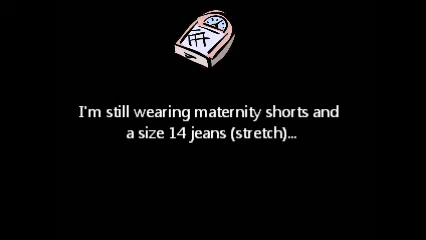 I'm still wearing maternity shorts and
a size 14 jeans (stretch)...